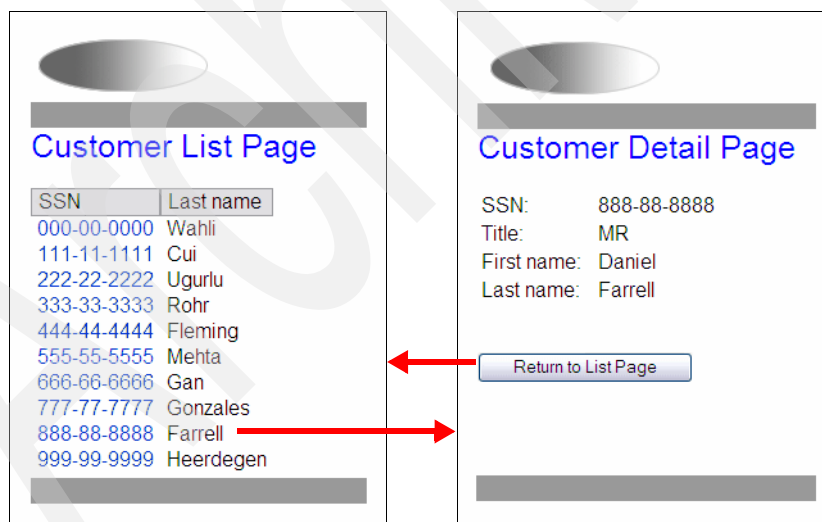 Customer List Page
SSN Last name
000-00-0000 Wahli
111-11-1111 Cui
222-22-2222 Ugurlu
333-33-3333 Rohr
444-44-4444 Fleming
555-55-5555 Mehta
666-66-6666 Gan
777-77-7777 Gonzales
888-88-8888 Farrell
999-99-9999 Heerdegen
Customer Detail Page
SSN: 888-88-8888
Title: MR
First name: Daniel
Last name: Farrell
Return to List Page